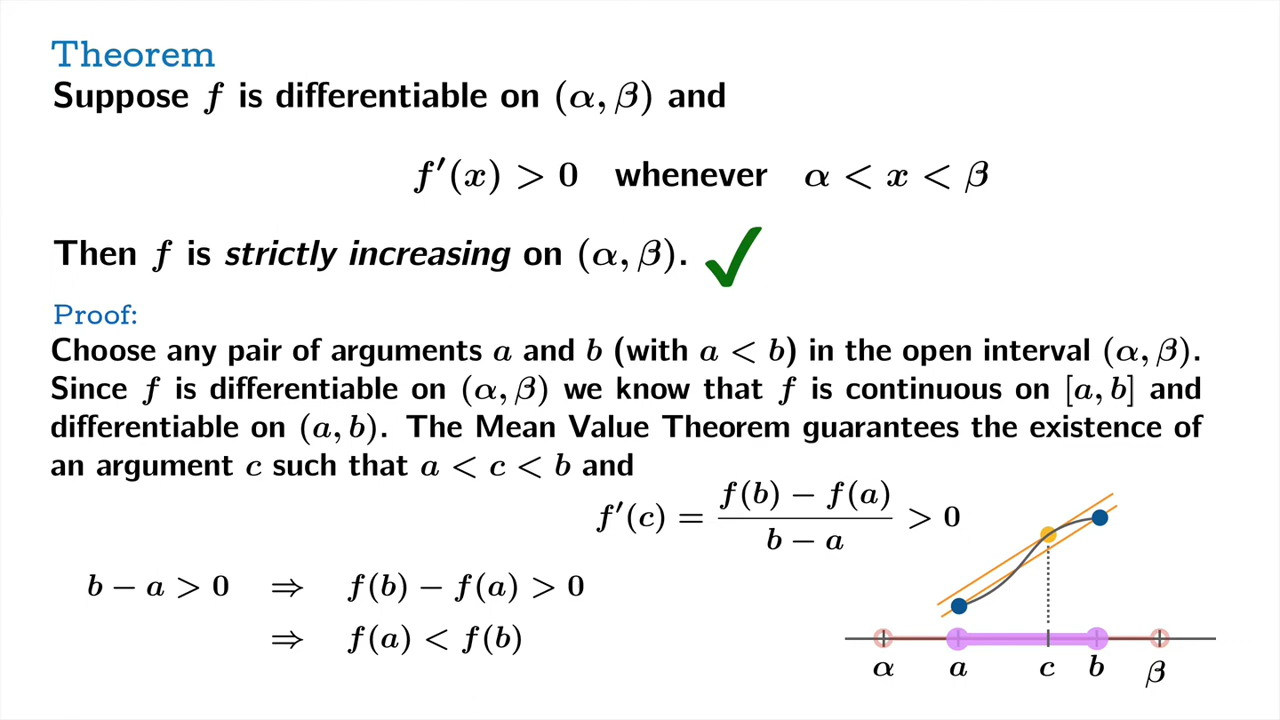 Theorem
Suppose f is differentiable on (α, β) and
f′(x) > 0 whenever α < x < β
Then f is strictly increasing on (α, β). ✓
Proof:
Choose any pair of arguments a and b (with a < b) in the open interval (α, β).
Since f is differentiable on (α, β) we know that f is continuous on [a, b] and
differentiable on (a, b). The Mean Value Theorem guarantees the existence of
an argument c such that a < c < b and
f′(c) = (f(b) − f(a)) / (b − a) > 0
b − a > 0 ⇒ f(b) − f(a) > 0
⇒ f(a) < f(b)
α a c b β